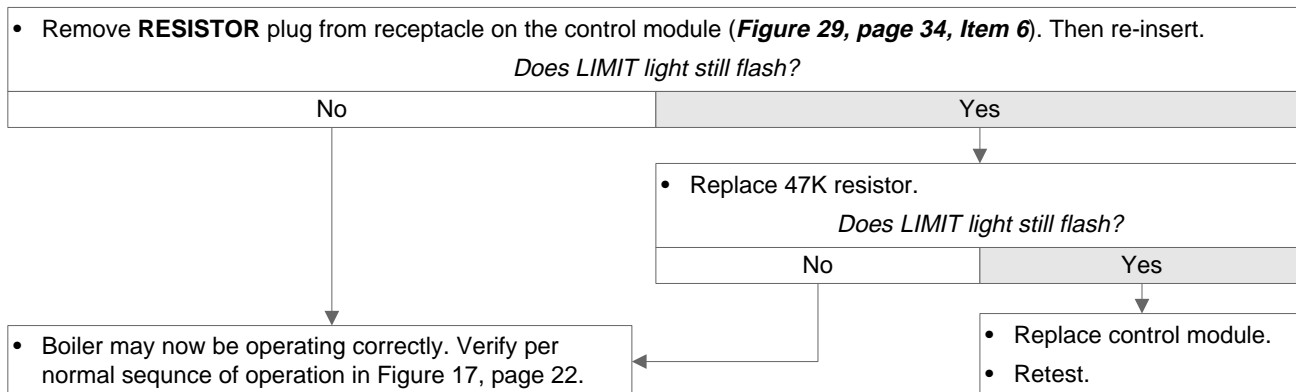 • Remove RESISTOR plug from receptacle on the control module (Figure 29, page 34, Item 6). Then re-insert.
Does LIMIT light still flash?
No
Yes
• Replace 47K resistor.
Does LIMIT light still flash?
No
Yes
• Boiler may now be operating correctly. Verify per
normal sequnce of operation in Figure 17, page 22.
• Replace control module.
• Retest.